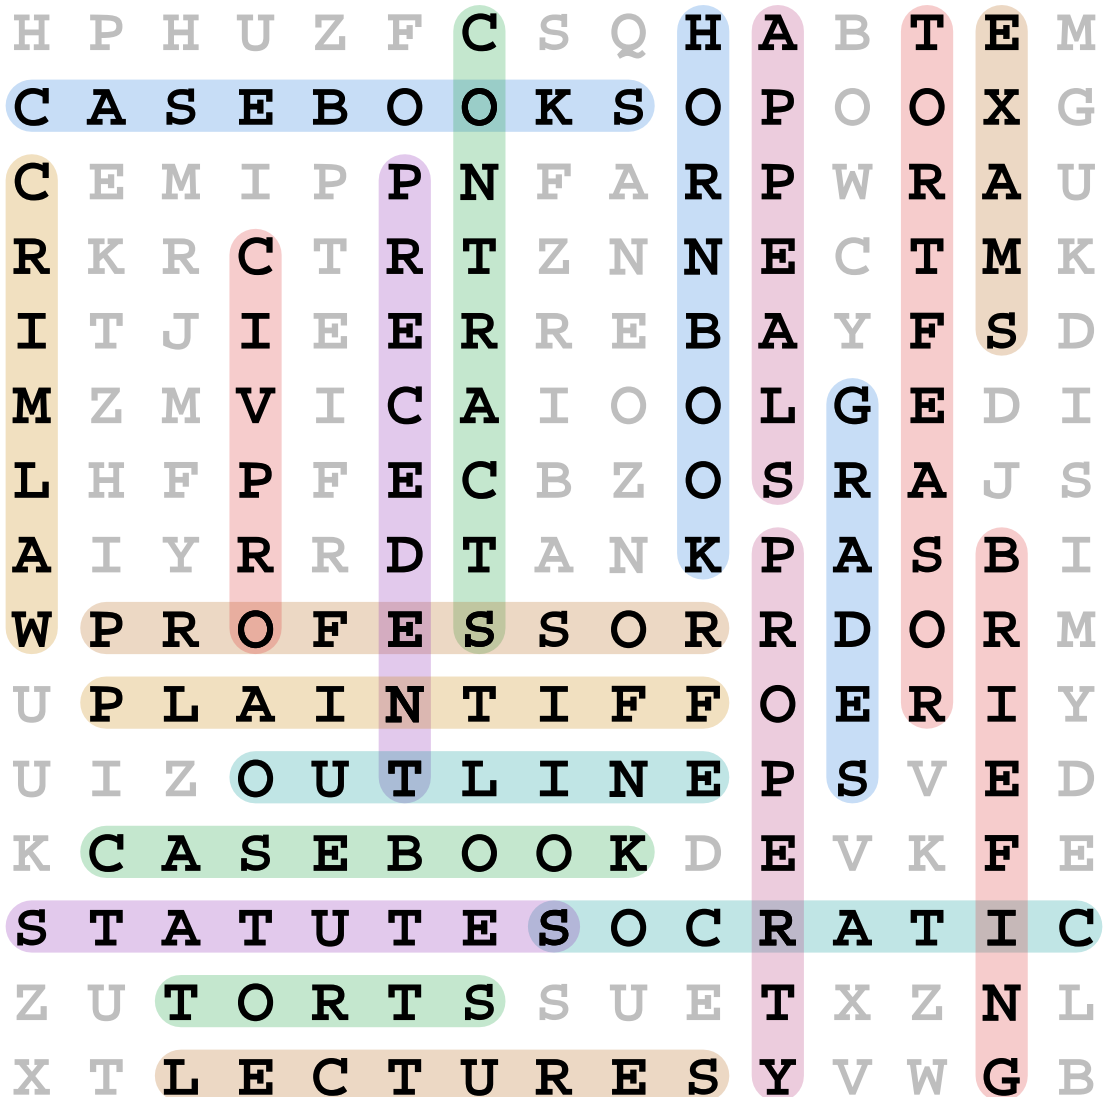 H P H U Z F C S Q H A B T E M
C A S E B O O K S O P O O X G
C E M I P P N F A R P W R A U
R K R C T R T Z N N E C T M K
I T J I E E R R E B A Y F S D
M Z M V I C A I O O L G E D I
L H F P F E C B Z O S R A J S
A I Y R R D T A N K P A S B I
W P R O F E S S O R R D O R M
U P L A I N T I F F O E R I Y
U I Z O U T L I N E P S V E D
K C A S E B O O K D E V K F E
S T A T U T E S O C R A T I C
Z U T O R T S S U E T X Z N L
X T L E C T U R E S Y V W G B